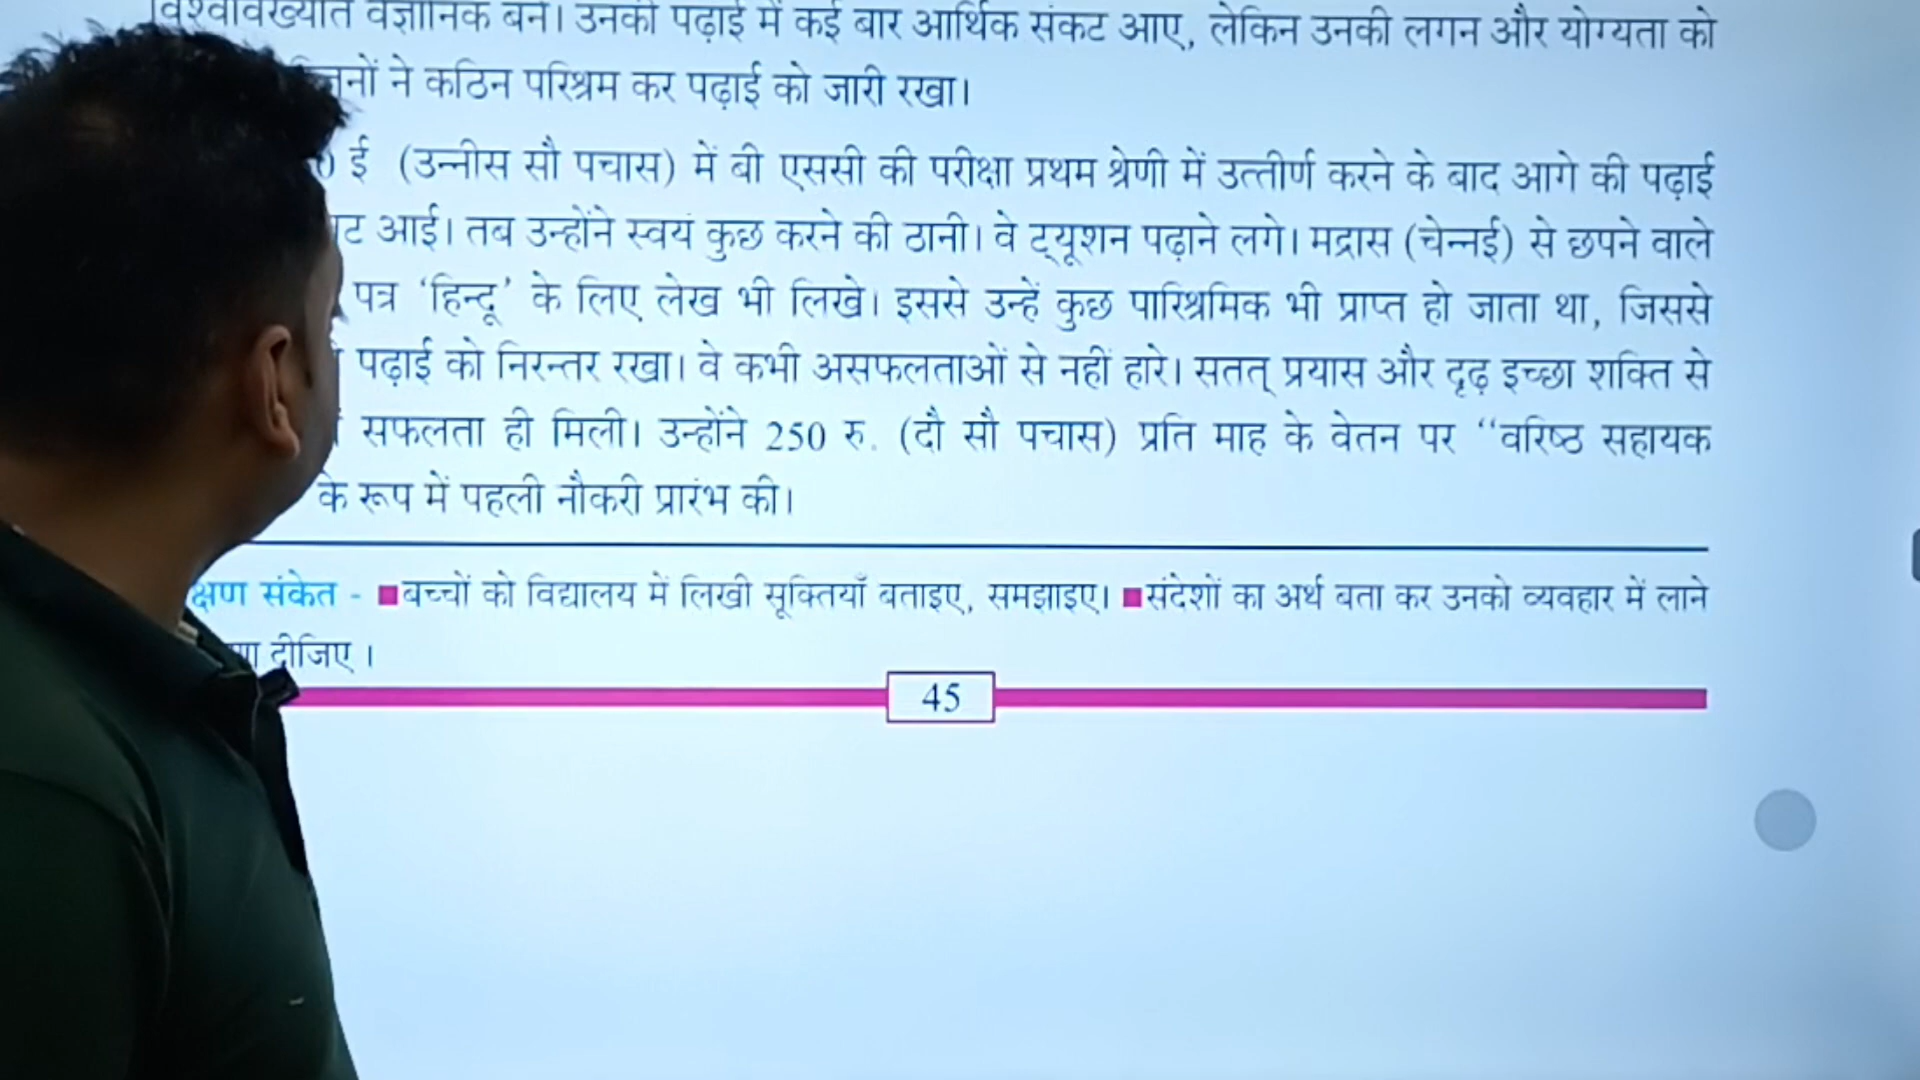 विश्वविख्यात वैज्ञानिक बने। उनकी पढ़ाई में कई बार आर्थिक संकट आए, लेकिन उनकी लगन और योग्यता को
ने कठिन परिश्रम कर पढ़ाई को जारी रखा।
ई (उन्नीस सौ पचास) में बी एससी की परीक्षा प्रथम श्रेणी में उत्तीर्ण करने के बाद आगे की पढ़ाई
आई। तब उन्होंने स्वयं कुछ करने की ठानी। वे ट्यूशन पढ़ाने लगे। मद्रास (चेन्नई) से छपने वाले
पत्र ‘हिन्दू’ के लिए लेख भी लिखे। इससे उन्हें कुछ पारिश्रमिक भी प्राप्त हो जाता था, जिससे
पढ़ाई को निरन्तर रखा। वे कभी असफलताओं से नहीं हारे। सतत् प्रयास और दृढ़ इच्छा शक्ति से
सफलता ही मिली। उन्होंने 250 रु. (दौ सौ पचास) प्रति माह के वेतन पर “वरिष्ठ सहायक
के रूप में पहली नौकरी प्रारंभ की।
क्षण संकेत - ■बच्चों को विद्यालय में लिखी सूक्तियाँ बताइए, समझाइए। ■संदेशों का अर्थ बता कर उनको व्यवहार में लाने
दीजिए ।
45